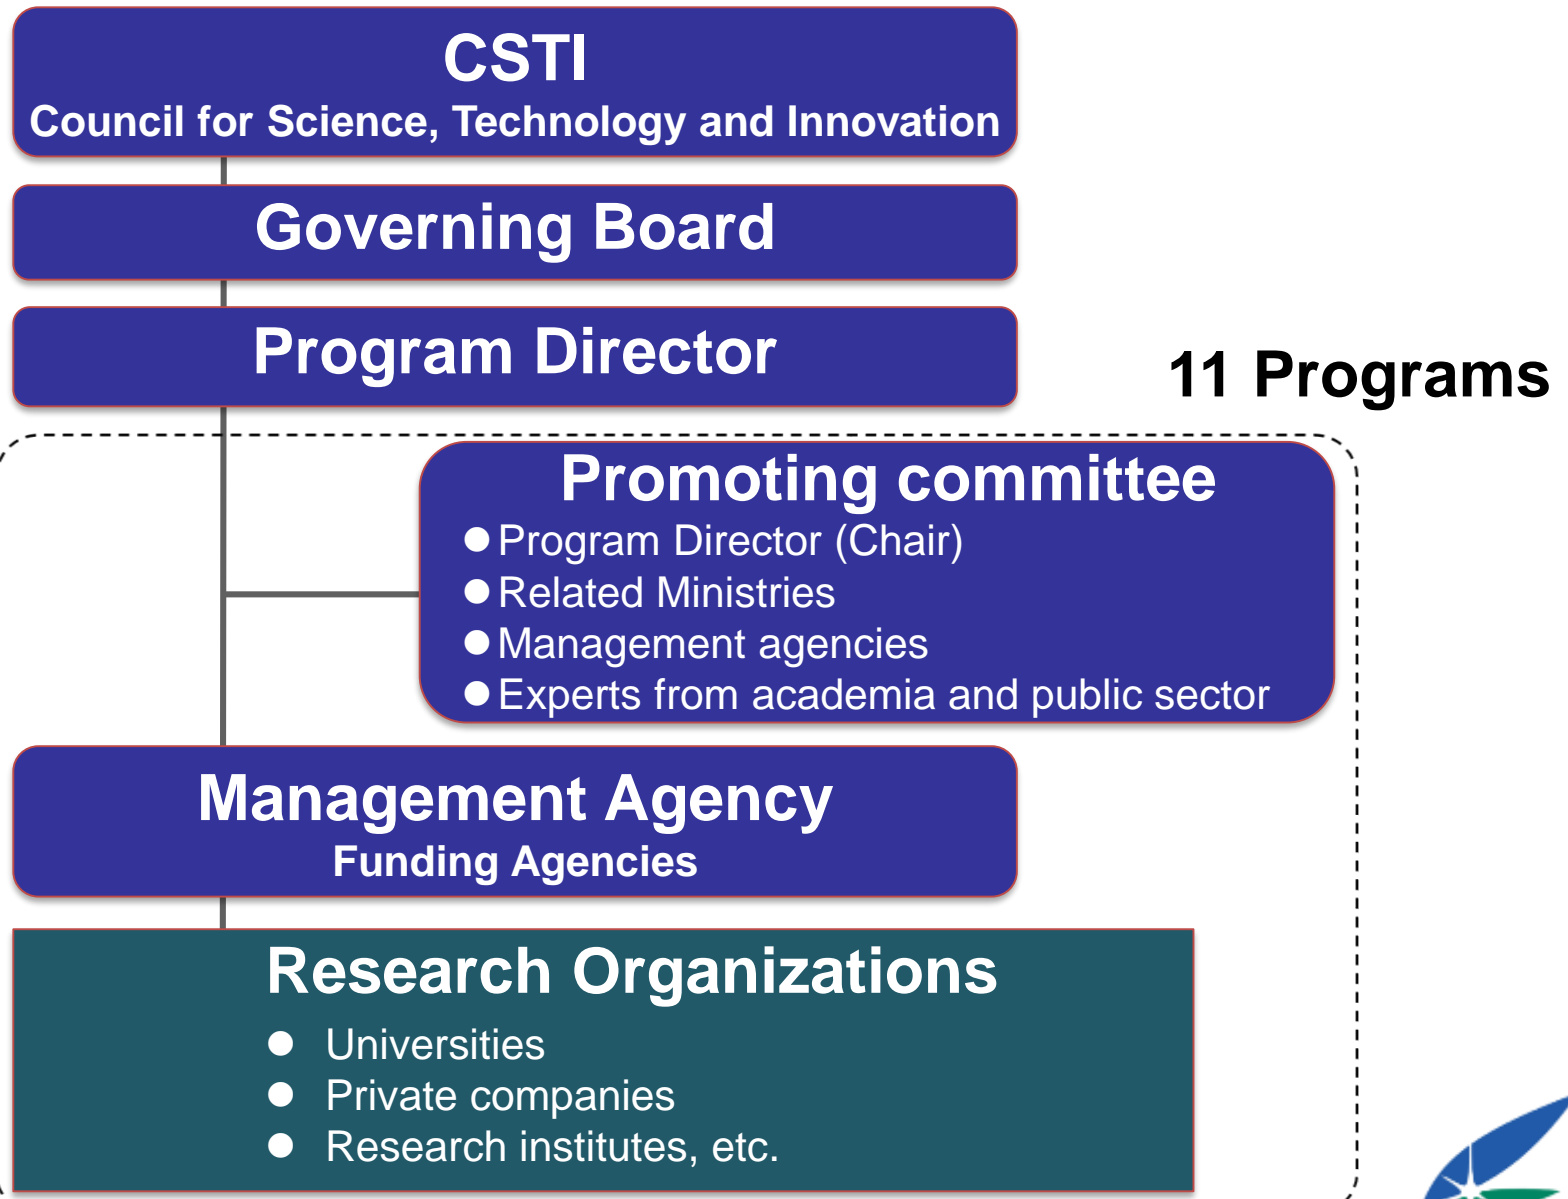 CSTI
Council for Science, Technology and Innovation
Governing Board
Program Director
11 Programs
Promoting committee
● Program Director (Chair)
● Related Ministries
● Management agencies
● Experts from academia and public sector
Management Agency
Funding Agencies
Research Organizations
● Universities
● Private companies
● Research institutes, etc.